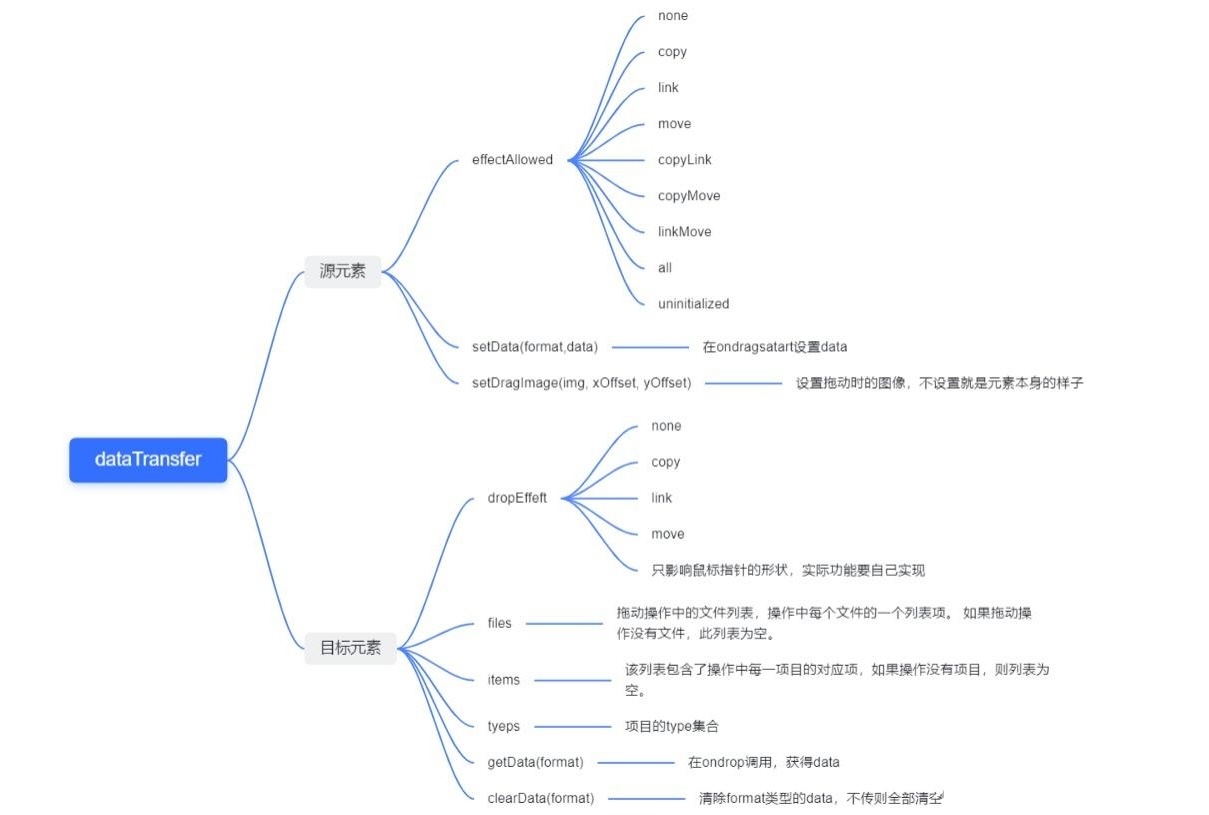 dataTransfer
源元素
effectAllowed
none
copy
link
move
copyLink
copyMove
linkMove
all
uninitialized
setData(format,data)
在ondragsatart设置data
setDragImage(img, xOffset, yOffset)
设置拖动时的图像，不设置就是元素本身的样子
目标元素
dropEffeft
none
copy
link
move
只影响鼠标指针的形状，实际功能要自己实现
files
拖动操作中的文件列表，操作中每个文件的一个列表项。 如果拖动操
作没有文件，此列表为空。
items
该列表包含了操作中每一项目的对应项，如果操作没有项目，则列表为
空。
tyeps
项目的type集合
getData(format)
在ondrop调用，获得data
clearData(format)
清除format类型的data，不传则全部清空